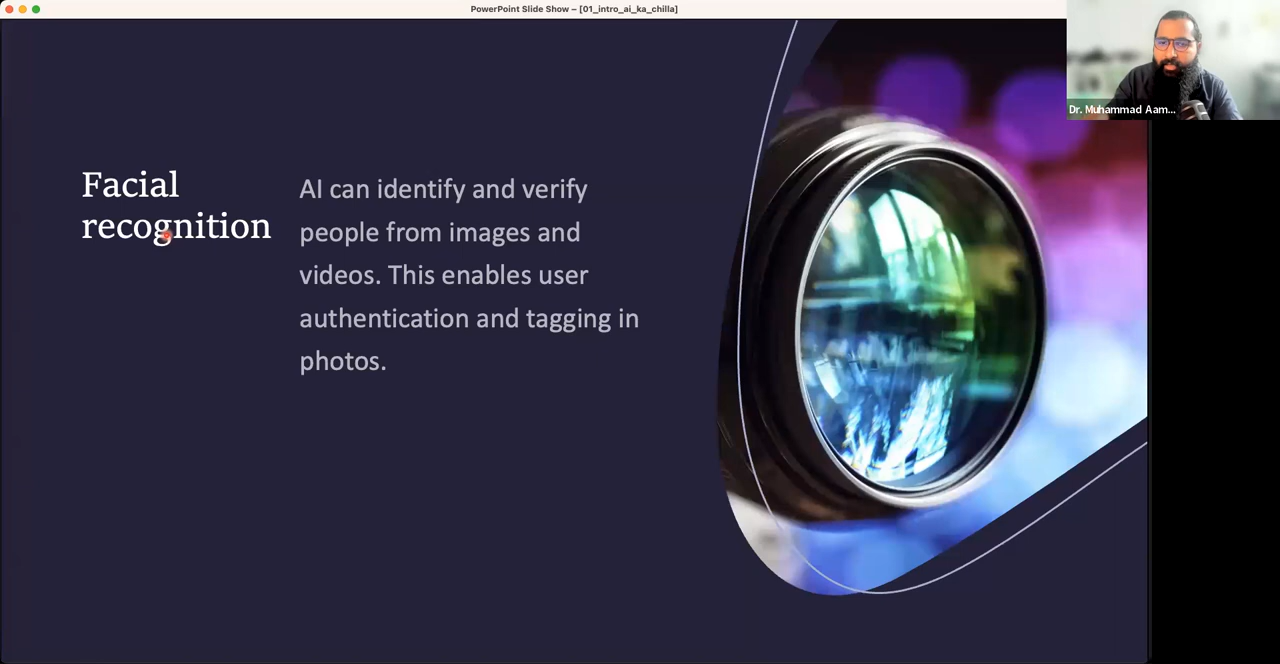 PowerPoint Slide Show – [01_intro_ai_ka_chilla]
Dr. Muhammad Aam...
Facial
recognition
AI can identify and verify
people from images and
videos. This enables user
authentication and tagging in
photos.